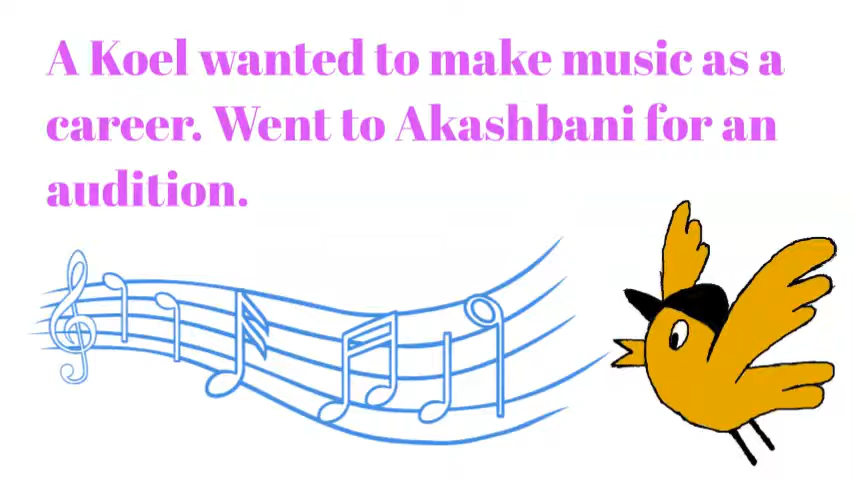 A Koel wanted to make music as a
career. Went to Akashbani for an
audition.